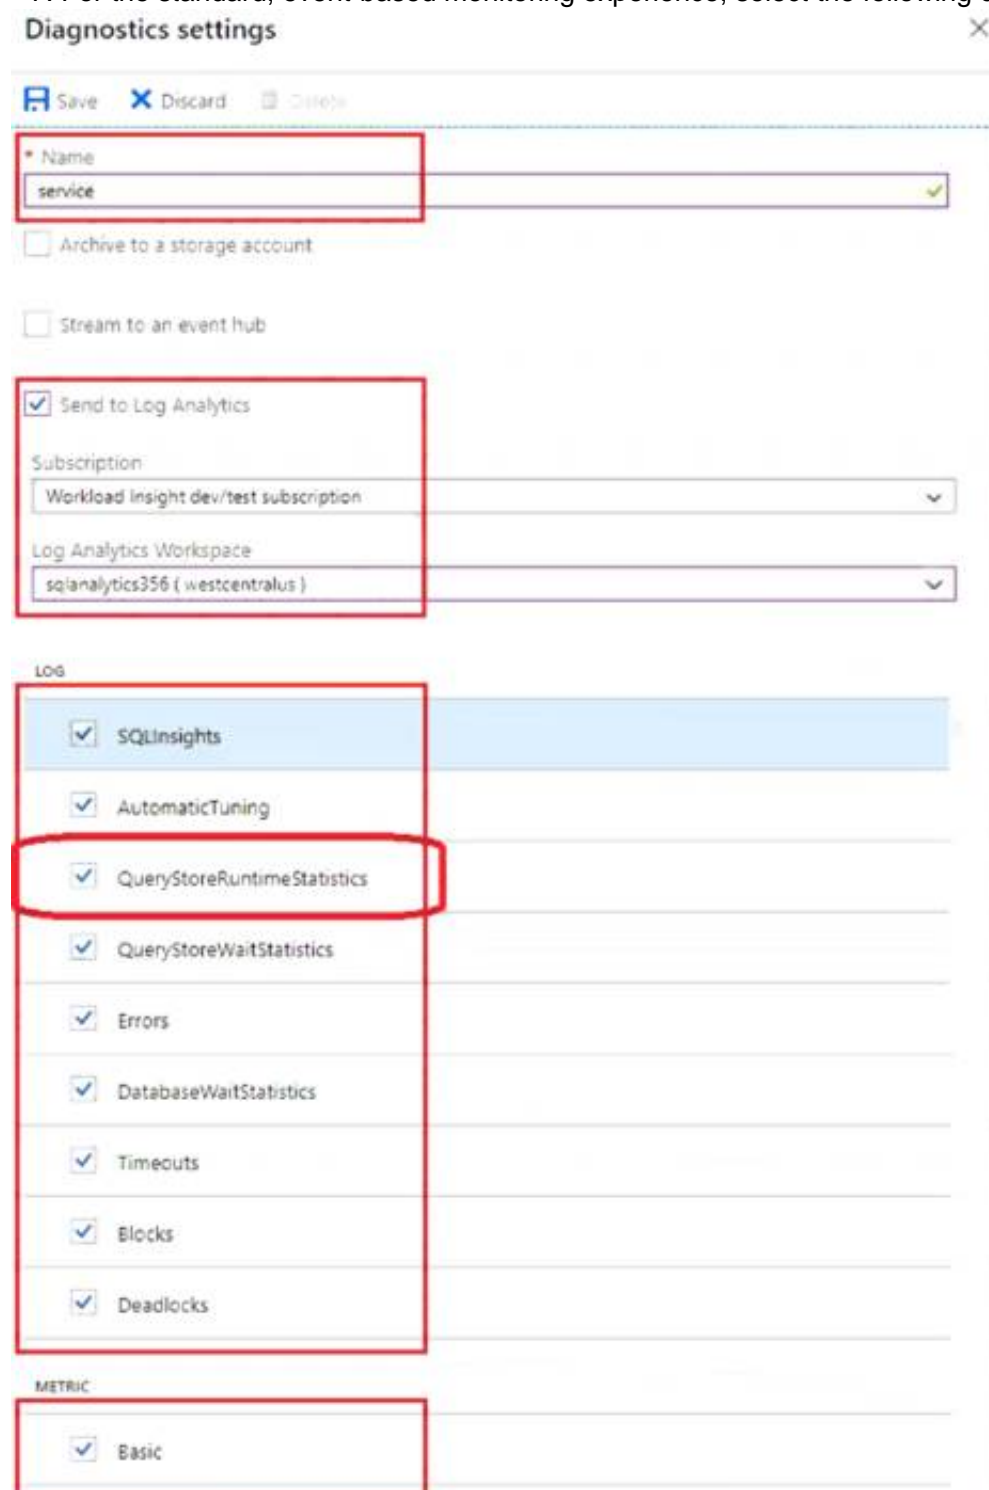 Diagnostics settings
Save Discard Delete
* Name
service
Archive to a storage account
Stream to an event hub
Send to Log Analytics
Subscription
Workload Insight dev/test subscription
Log Analytics Workspace
sqlanalytics356 ( westcentralus )
LOG
SQLInsights
AutomaticTuning
QueryStoreRuntimeStatistics
QueryStoreWaitStatistics
Errors
DatabaseWaitStatistics
Timeouts
Blocks
Deadlocks
METRIC
Basic